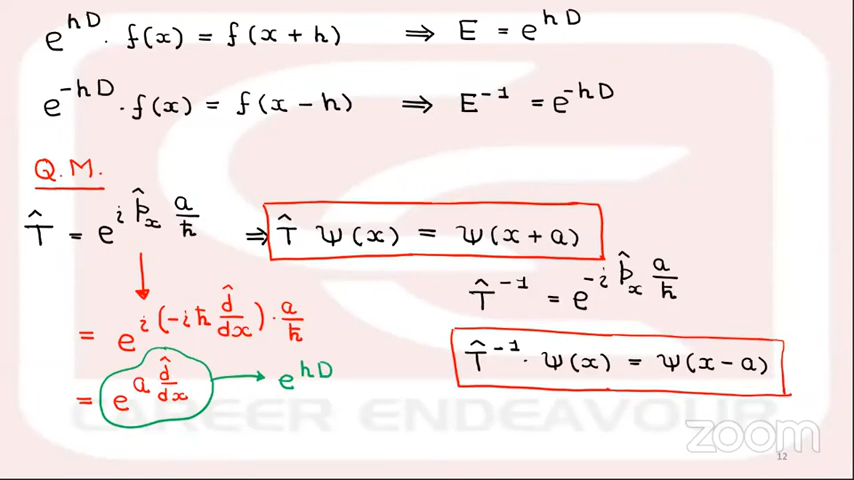 e^{hD} · f(x) = f(x + h) ⇒ E = e^{hD}
e^{-hD} · f(x) = f(x - h) ⇒ E^{-1} = e^{-hD}
Q.M.
T̂ = e^{i p̂_x a/ħ} ⇒ T̂ ψ(x) = ψ(x + a)
T̂^{-1} = e^{-i p̂_x a/ħ}
= e^{i(-iħ d̂/dx) · a/ħ}
T̂^{-1} · ψ(x) = ψ(x - a)
= e^{a d̂/dx} → e^{hD}
CAREER ENDEAVOUR
zoom
12